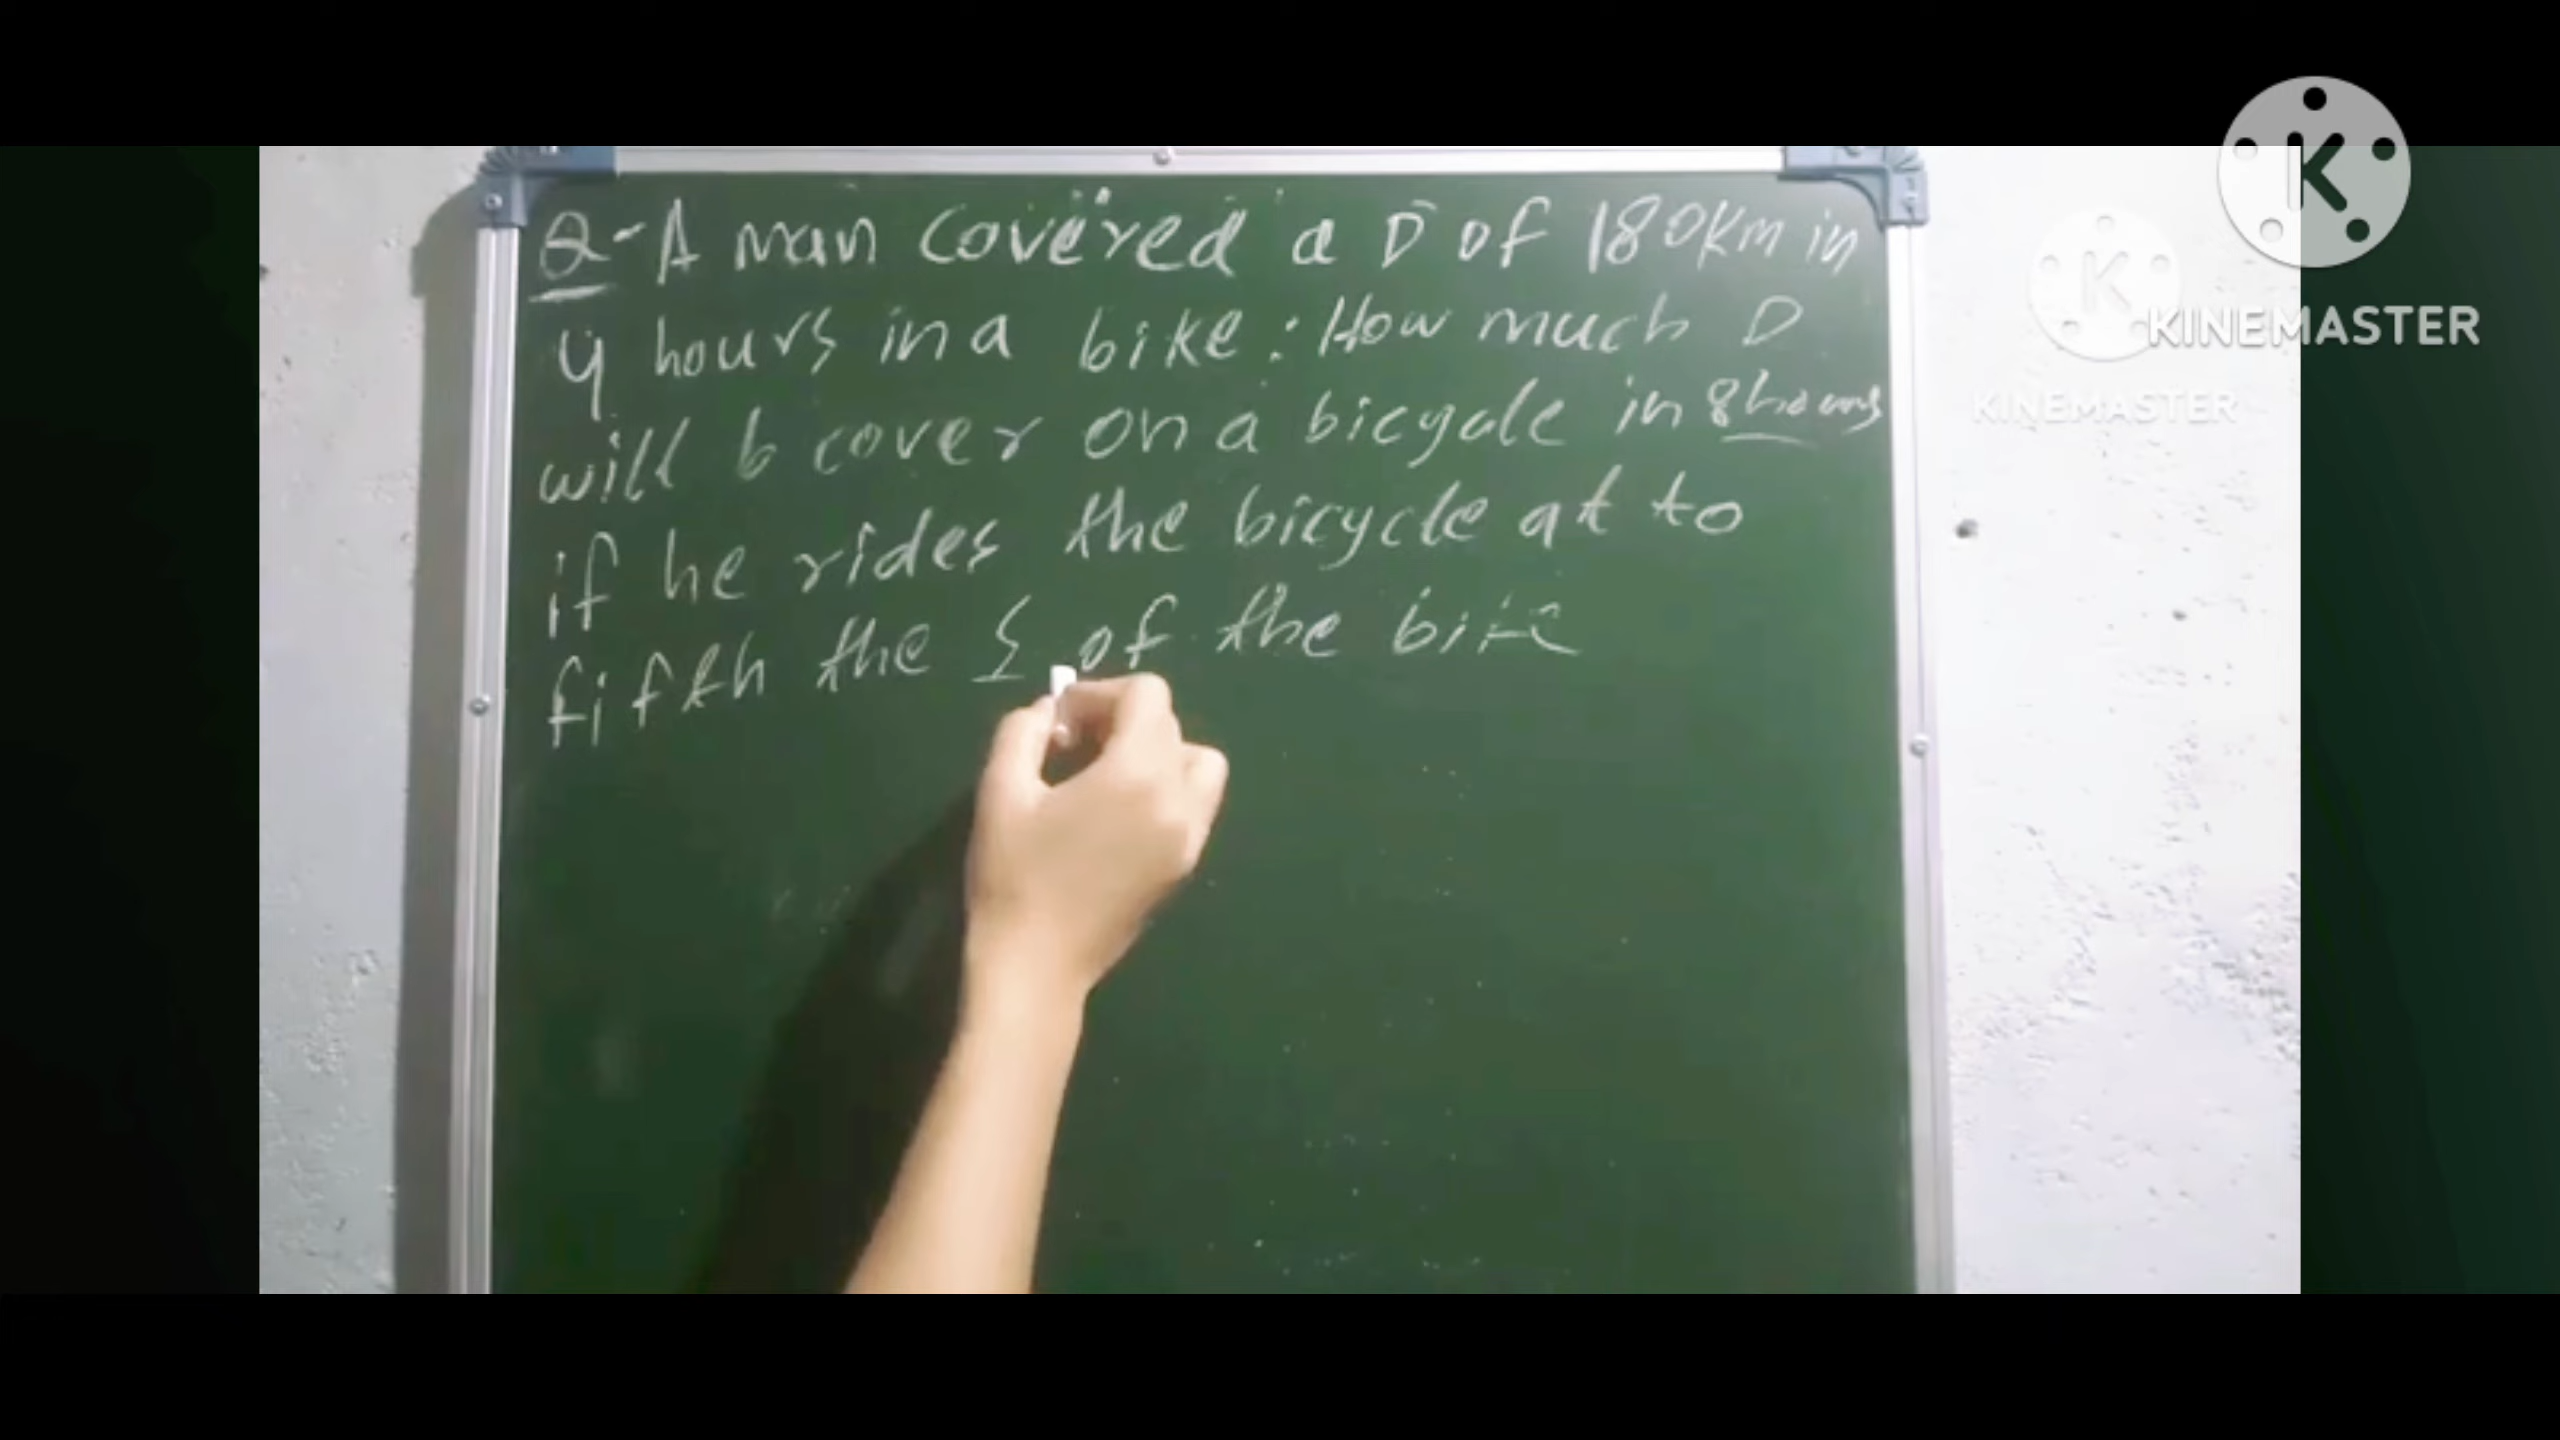 Q- A man covered a D of 180Km in
4 hours in a bike : How much D
will b cover on a bicycle in 8 hours
if he rides the bicycle at to
fifth the S of the bike
K
KINEMASTER
K
KINEMASTER